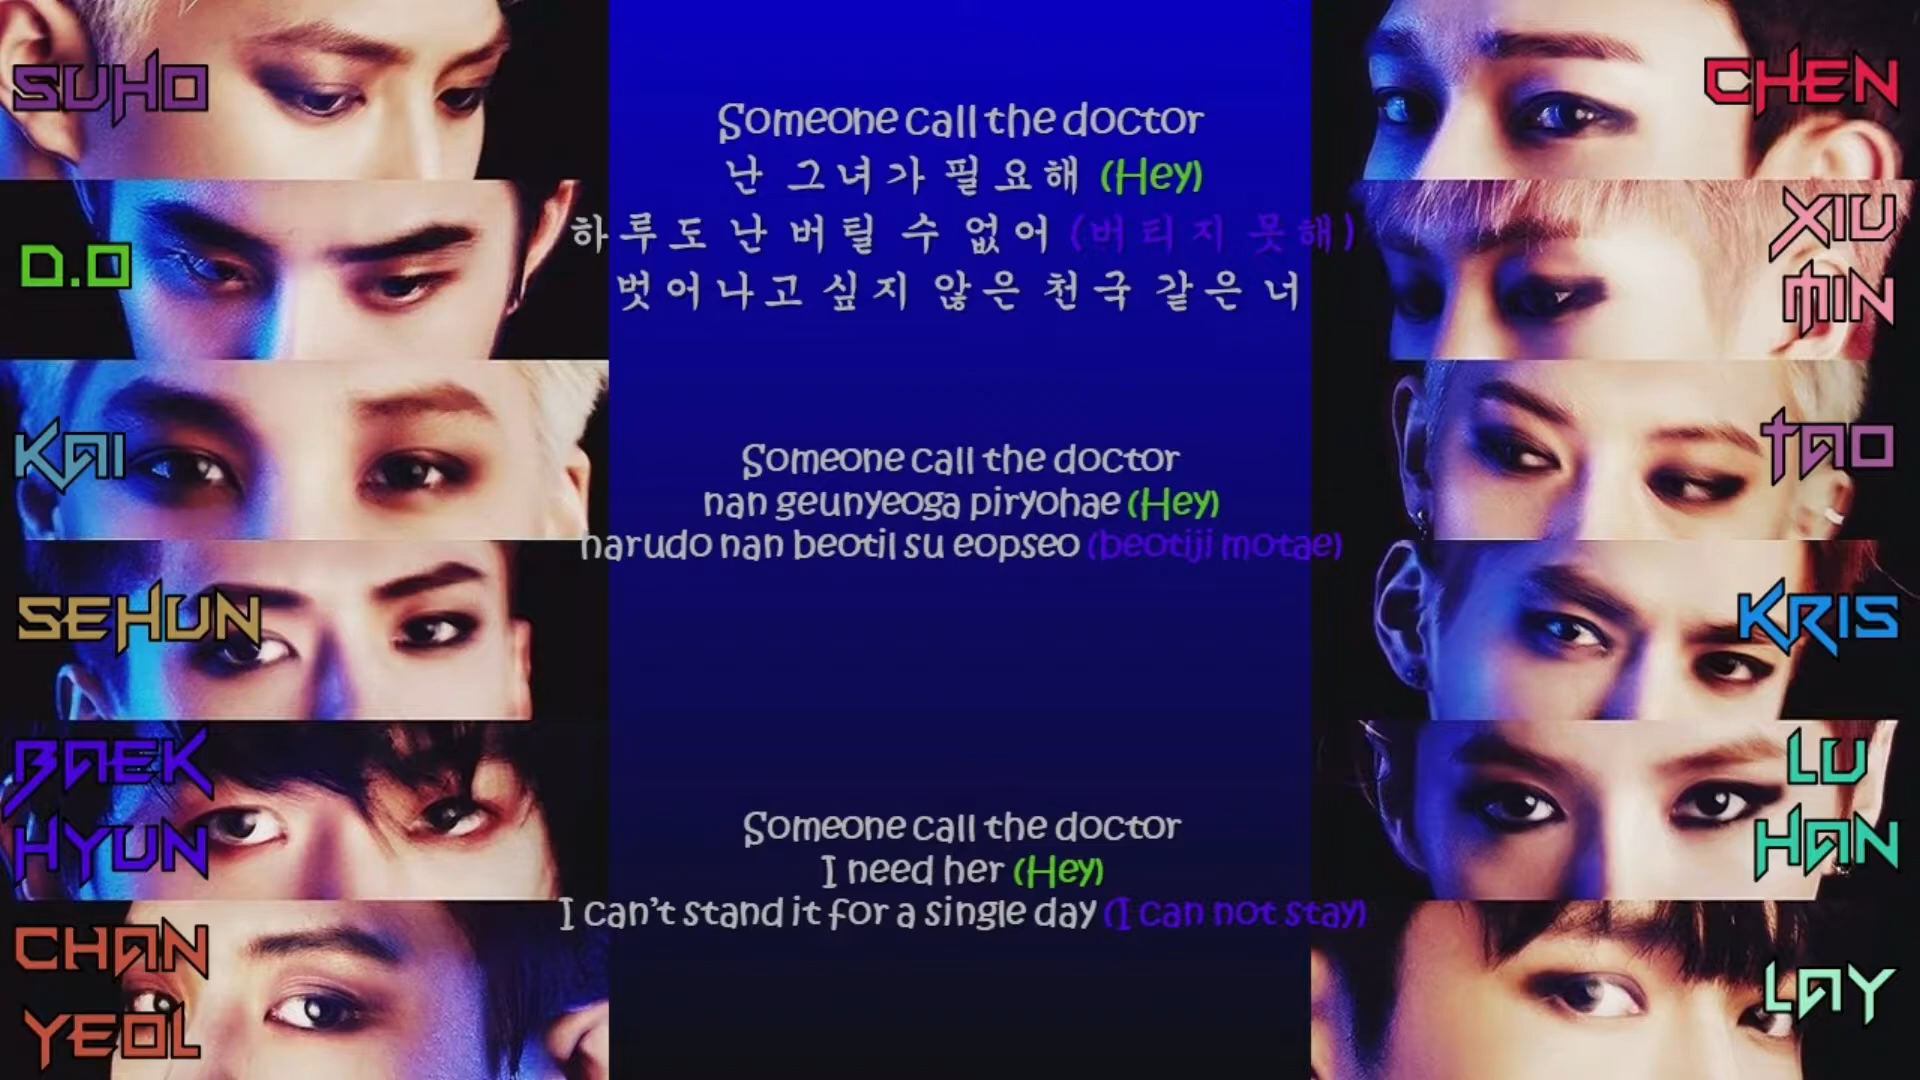 SUHO
D.O
KAI
SEHUN
BAEK
HYUN
CHAN
YEOL
Someone call the doctor
난 그녀가 필요해 (Hey)
하루도 난 버틸 수 없어 (버티지 못해)
벗어나고 싶지 않은 천국 같은 너
Someone call the doctor
nan geunyeoga piryohae (Hey)
harudo nan beotil su eopseo (beotiji motae)
Someone call the doctor
I need her (Hey)
I can't stand it for a single day (I can not stay)
CHEN
XIU
MIN
TAO
KRIS
LU
HAN
LAY